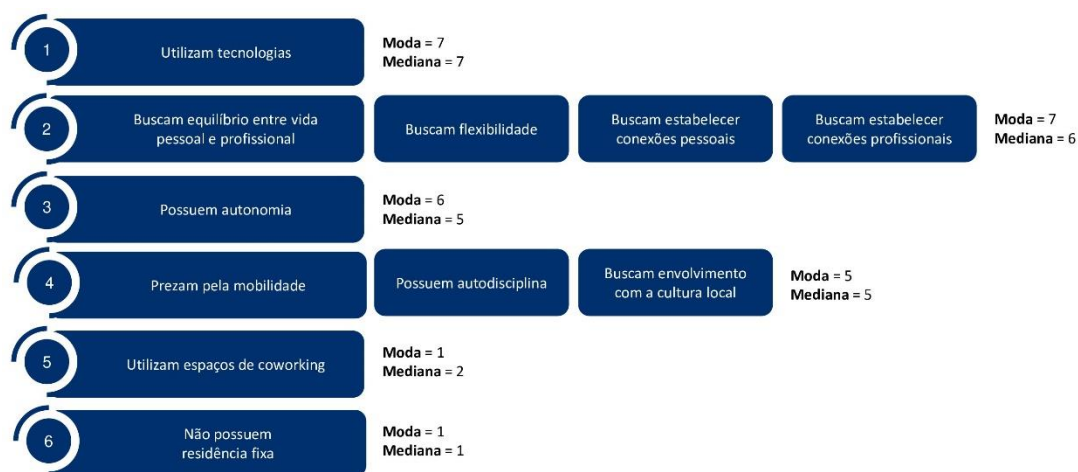 1
Utilizam tecnologias
Moda = 7
Mediana = 7
2
Buscam equilíbrio entre vida
pessoal e profissional
Buscam flexibilidade
Buscam estabelecer
conexões pessoais
Buscam estabelecer
conexões profissionais
Moda = 7
Mediana = 6
3
Possuem autonomia
Moda = 6
Mediana = 5
4
Prezam pela mobilidade
Possuem autodisciplina
Buscam envolvimento
com a cultura local
Moda = 5
Mediana = 5
5
Utilizam espaços de coworking
Moda = 1
Mediana = 2
6
Não possuem
residência fixa
Moda = 1
Mediana = 1